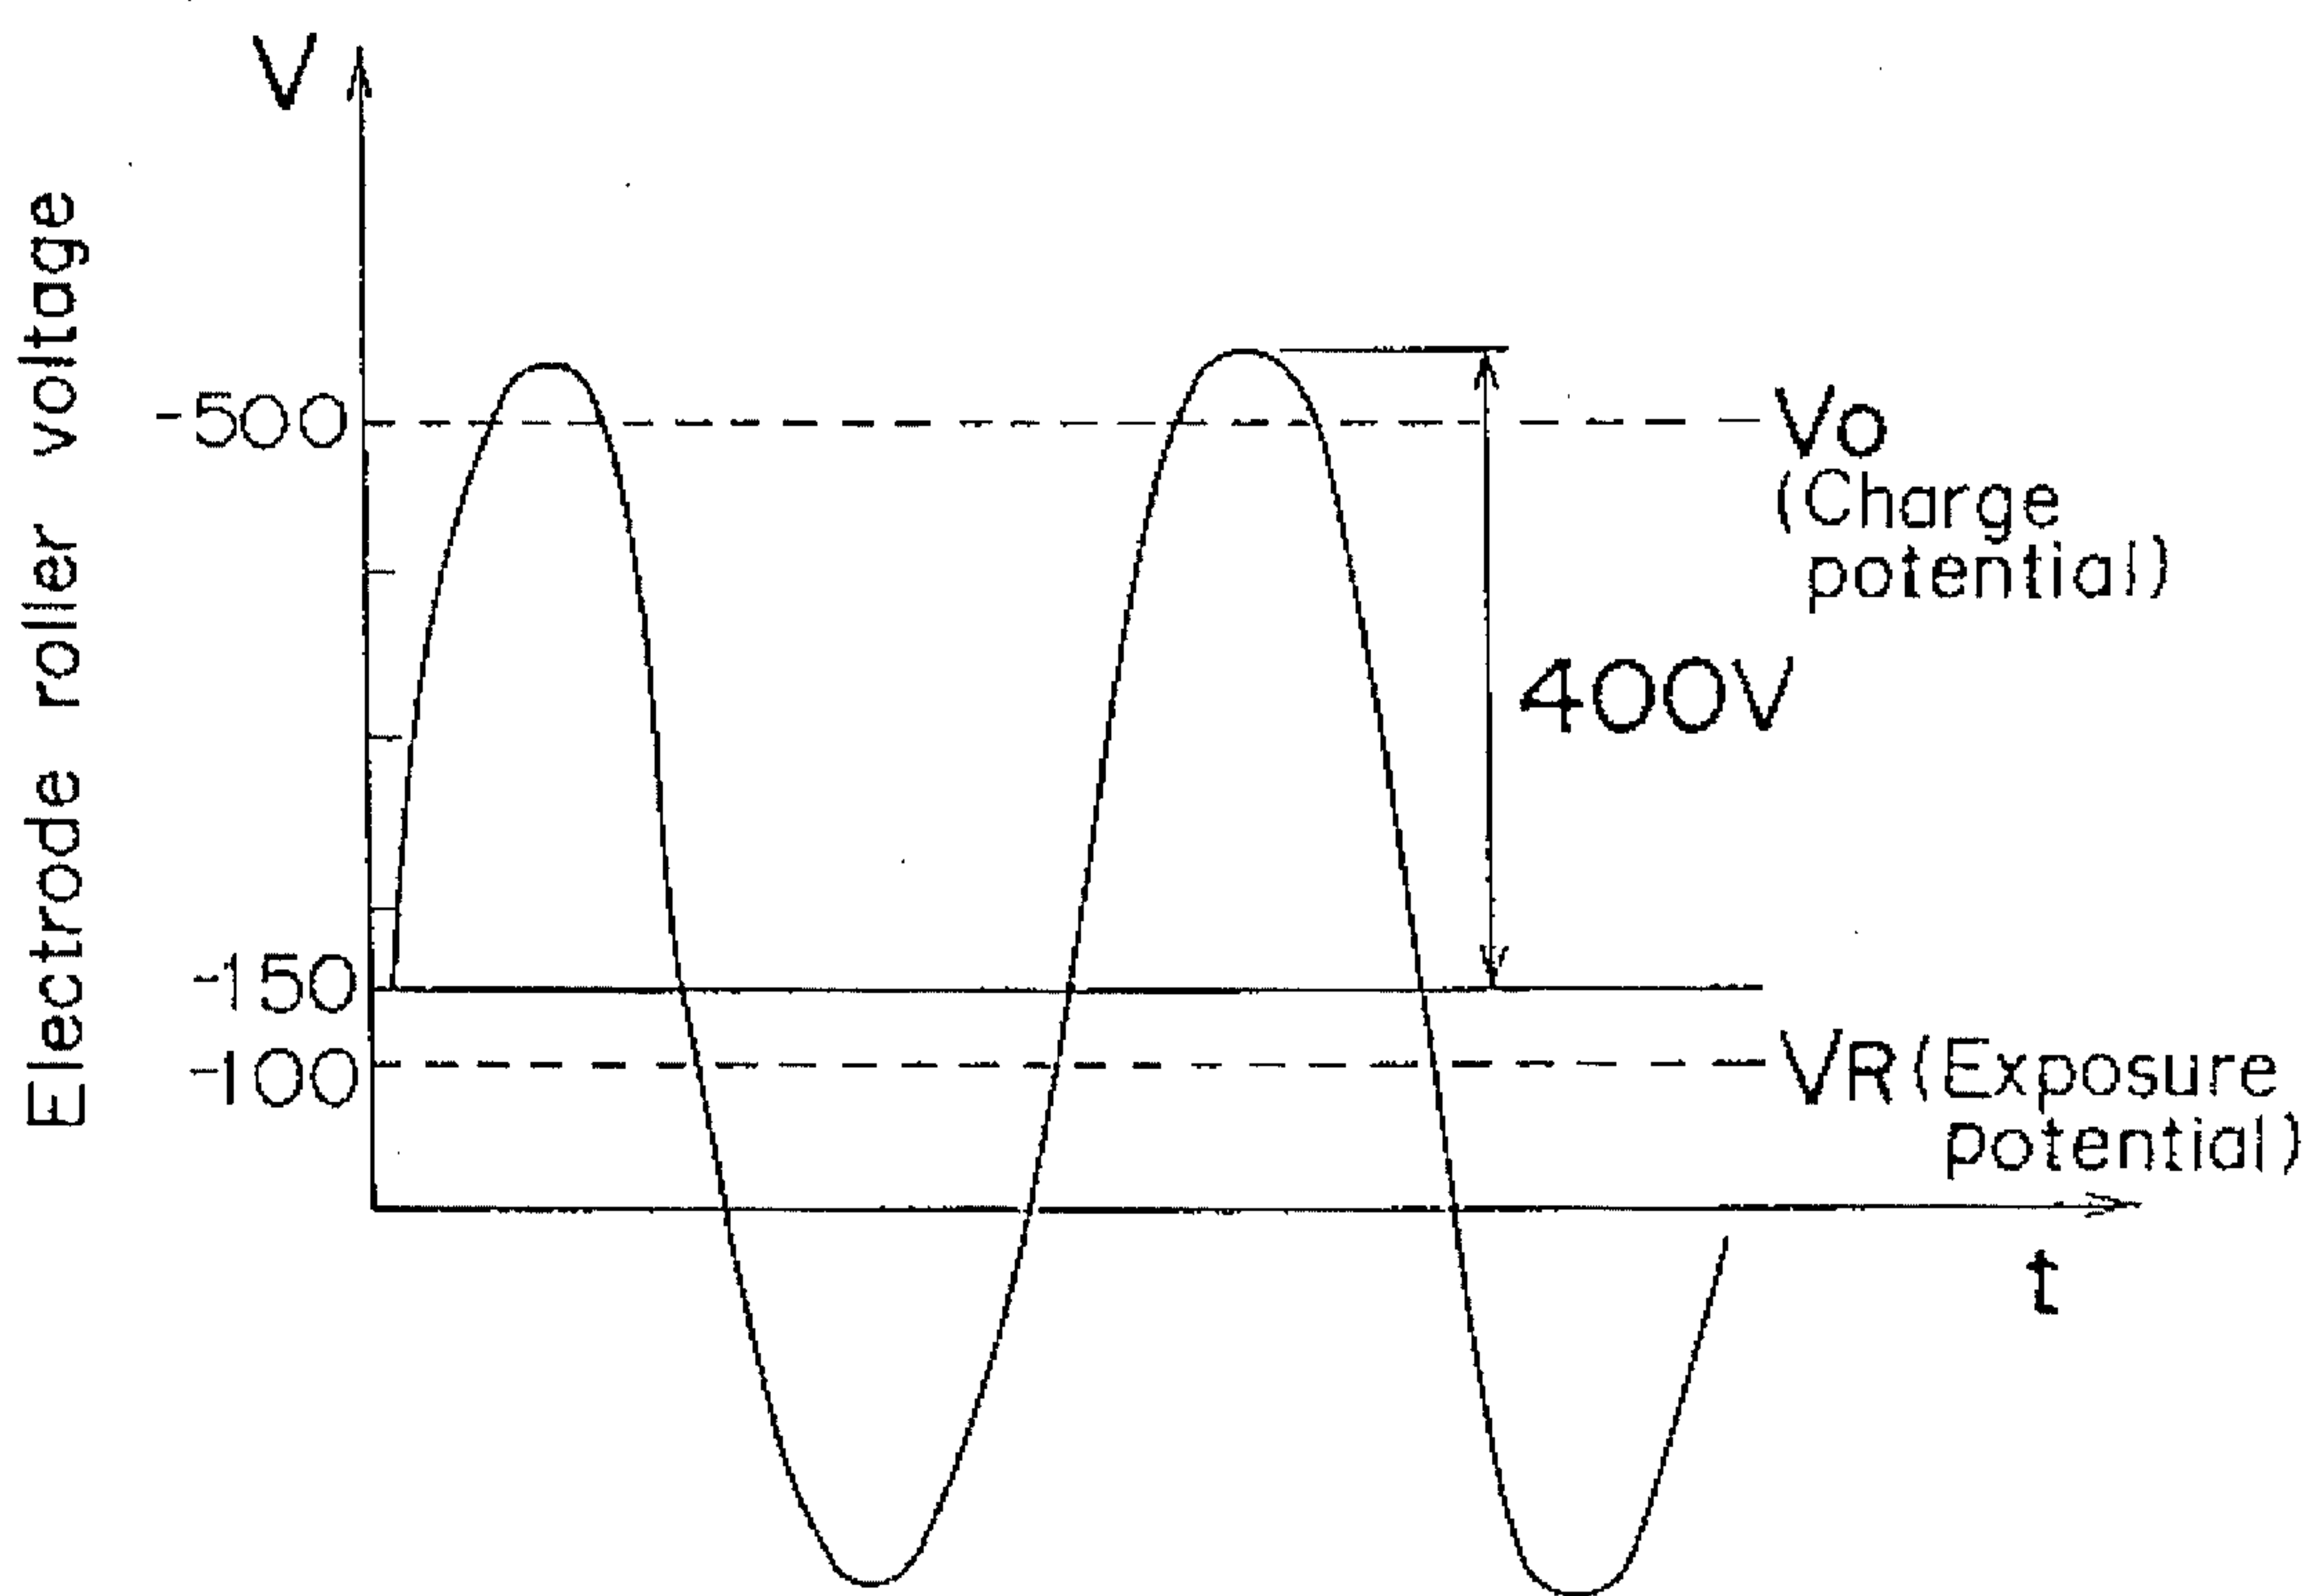 V
Electrode roller voltage
-500
Vo
(Charge
potential)
400V
-150
-100
VR(Exposure
potential)
t